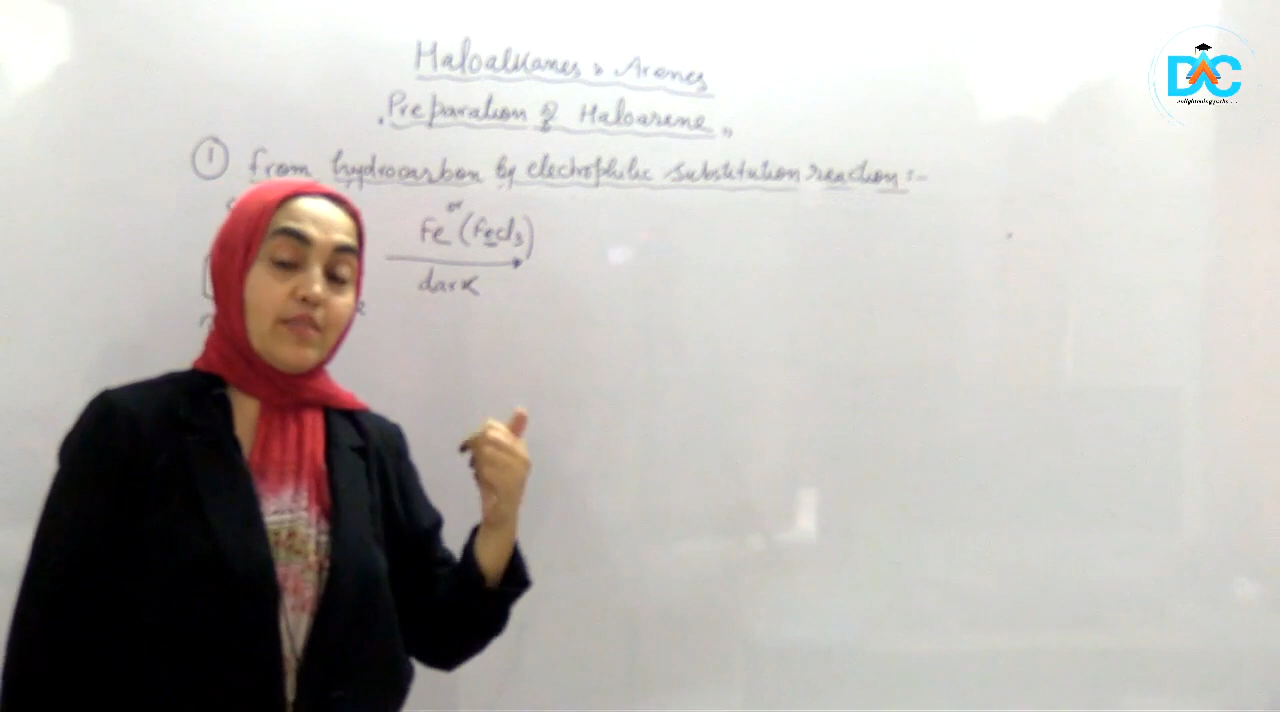 Haloalkanes & Arenes
Preparation of Haloarene
① from hydrocarbon by electrophilic substitution reaction :-
or
Fe (Fecl3)
dark
DAC